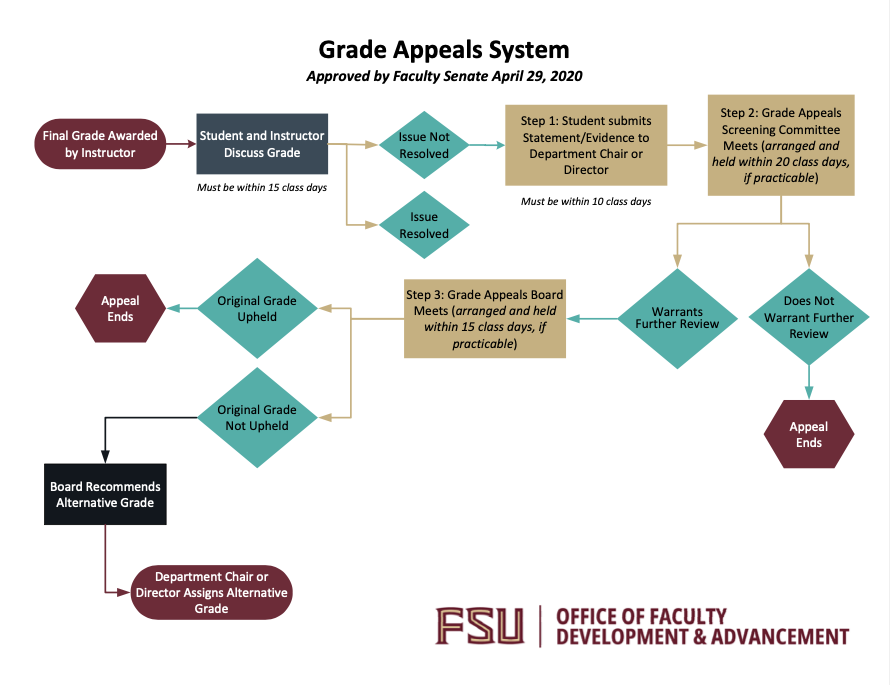 Grade Appeals System
Approved by Faculty Senate April 29, 2020
Final Grade Awarded
by Instructor
Student and Instructor
Discuss Grade
Must be within 15 class days
Issue Not
Resolved
Issue
Resolved
Step 1: Student submits
Statement/Evidence to
Department Chair or
Director
Must be within 10 class days
Step 2: Grade Appeals
Screening Committee
Meets (arranged and
held within 20 class days,
if practicable)
Warrants
Further Review
Does Not
Warrant Further
Review
Appeal
Ends
Step 3: Grade Appeals Board
Meets (arranged and held
within 15 class days, if
practicable)
Original Grade
Upheld
Appeal
Ends
Original Grade
Not Upheld
Board Recommends
Alternative Grade
Department Chair or
Director Assigns Alternative
Grade
FSU
OFFICE OF FACULTY
DEVELOPMENT & ADVANCEMENT